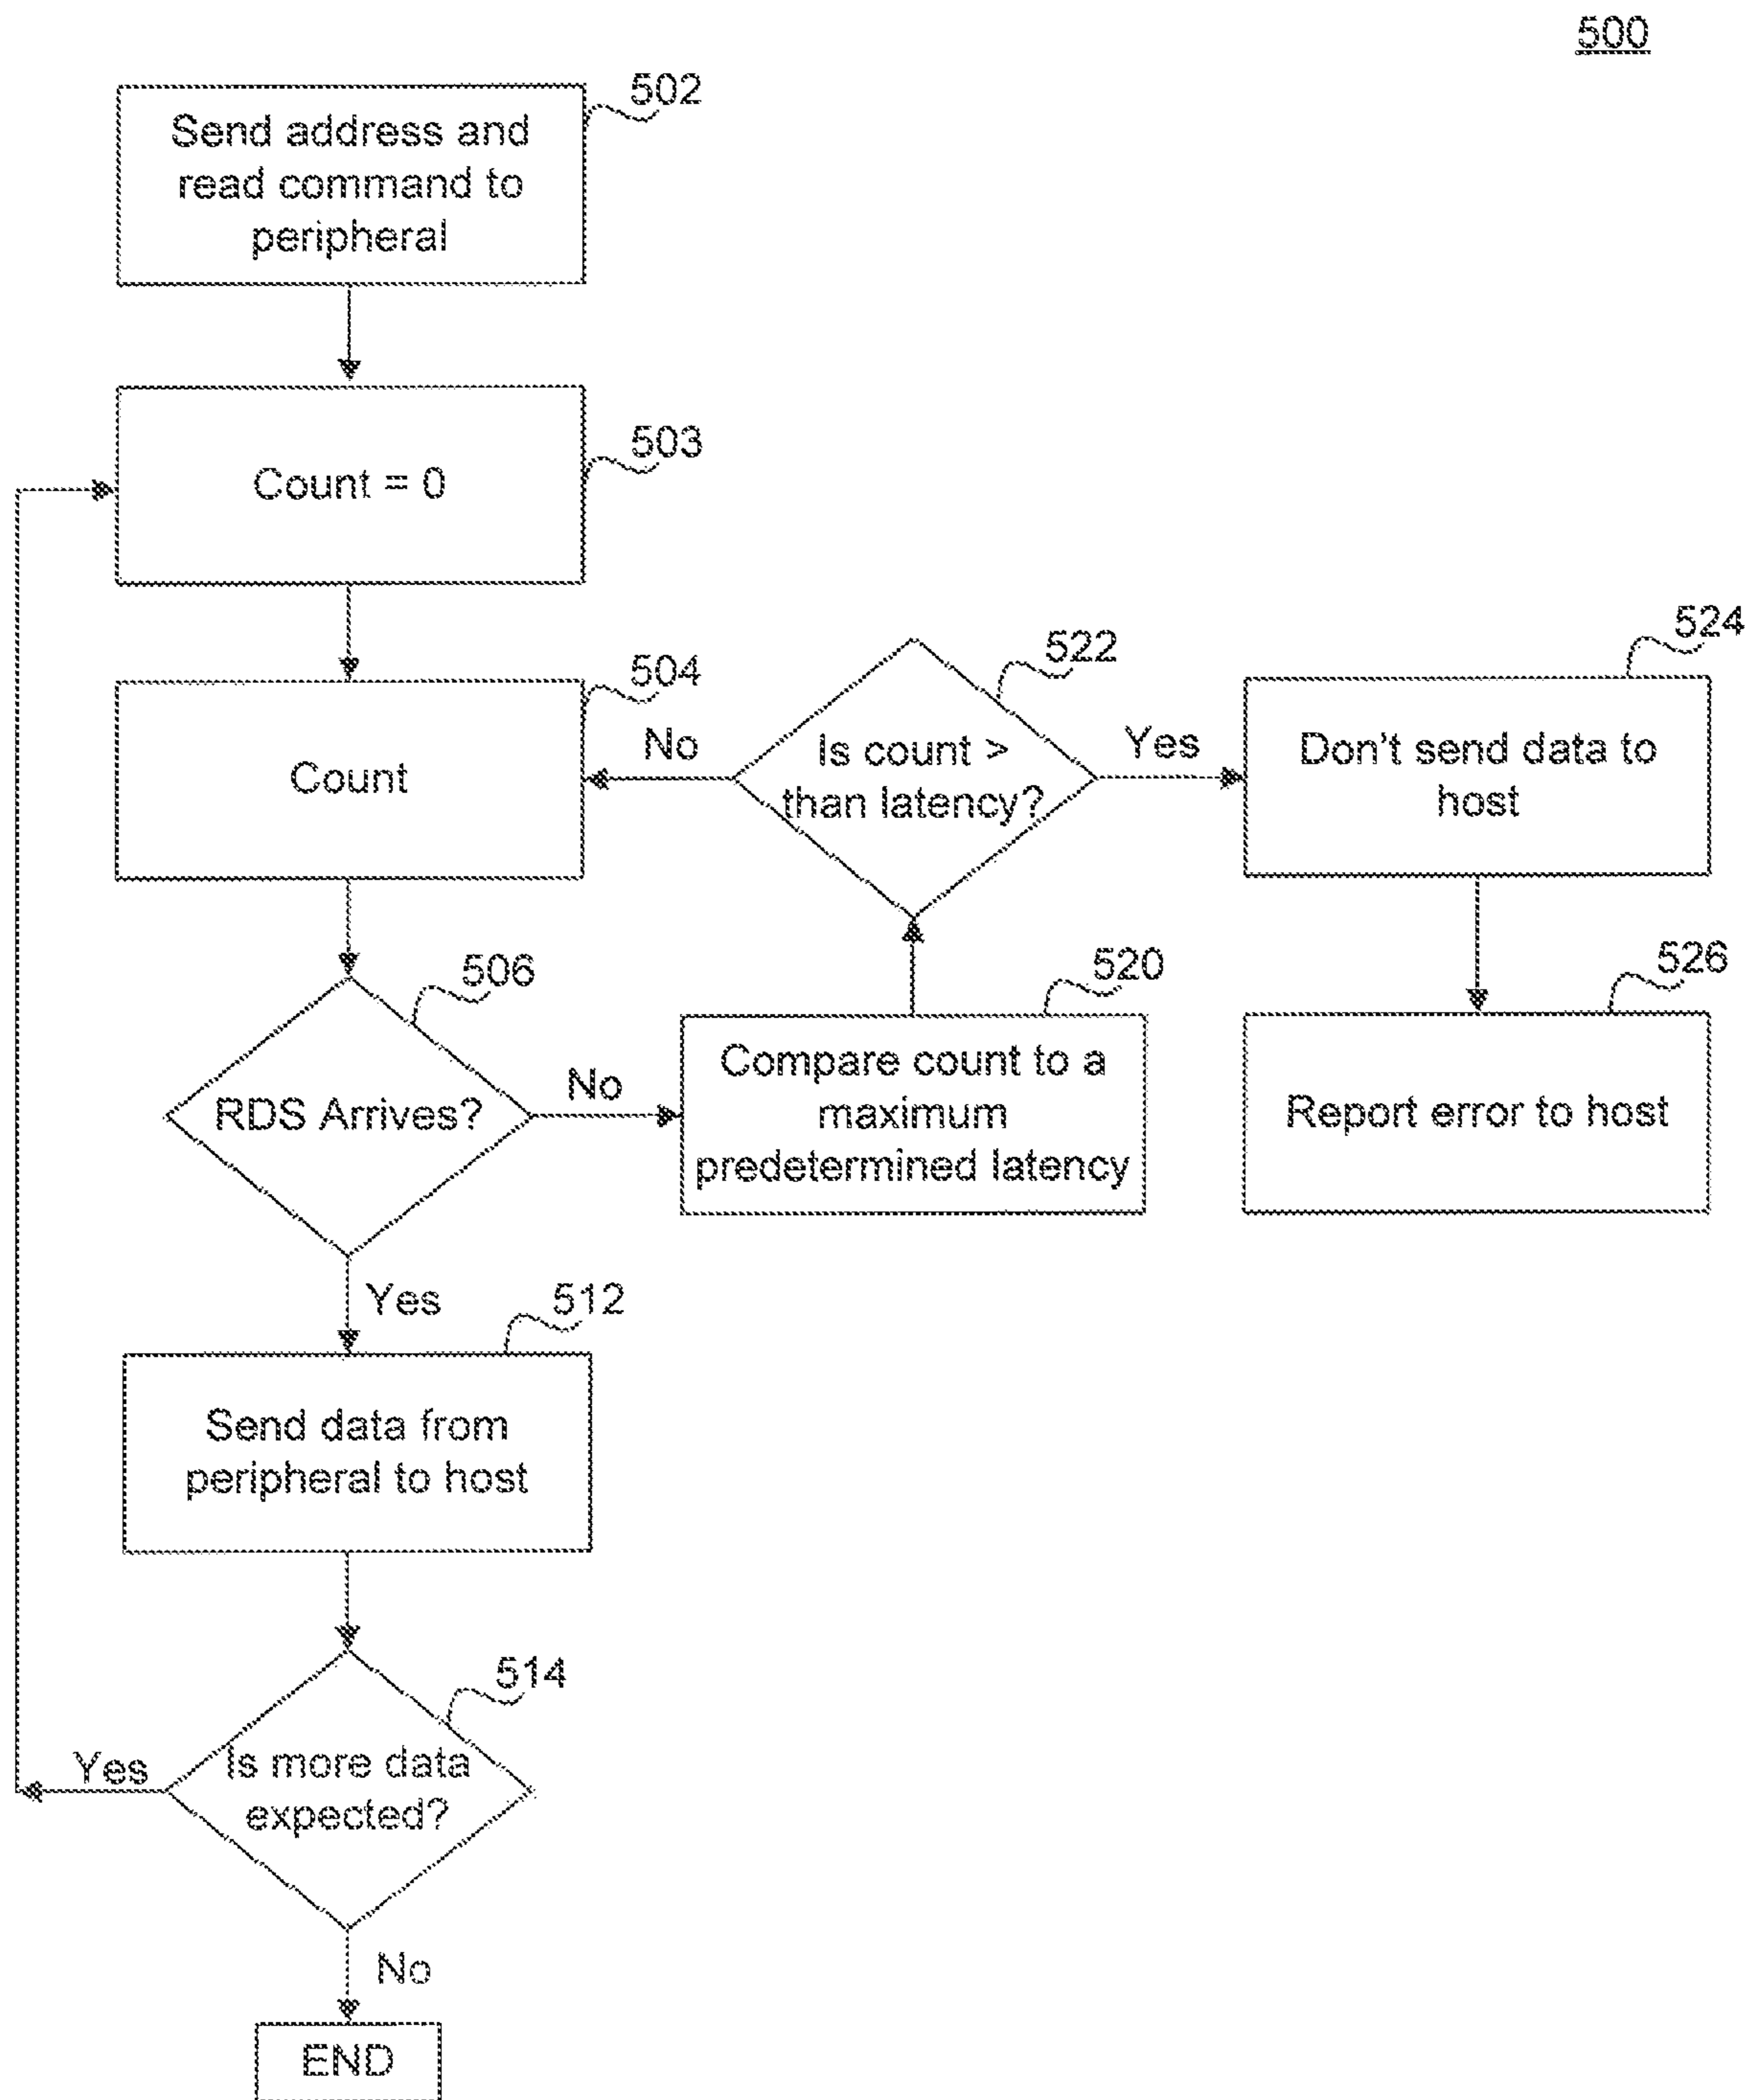 500
502
Send address and
read command to
peripheral
503
Count = 0
504
Count
522
Is count >
than latency?
No
Yes
524
Don't send data to
host
506
RDS Arrives?
No
520
Compare count to a
maximum
predetermined latency
526
Report error to host
Yes
512
Send data from
peripheral to host
514
Is more data
expected?
Yes
No
END